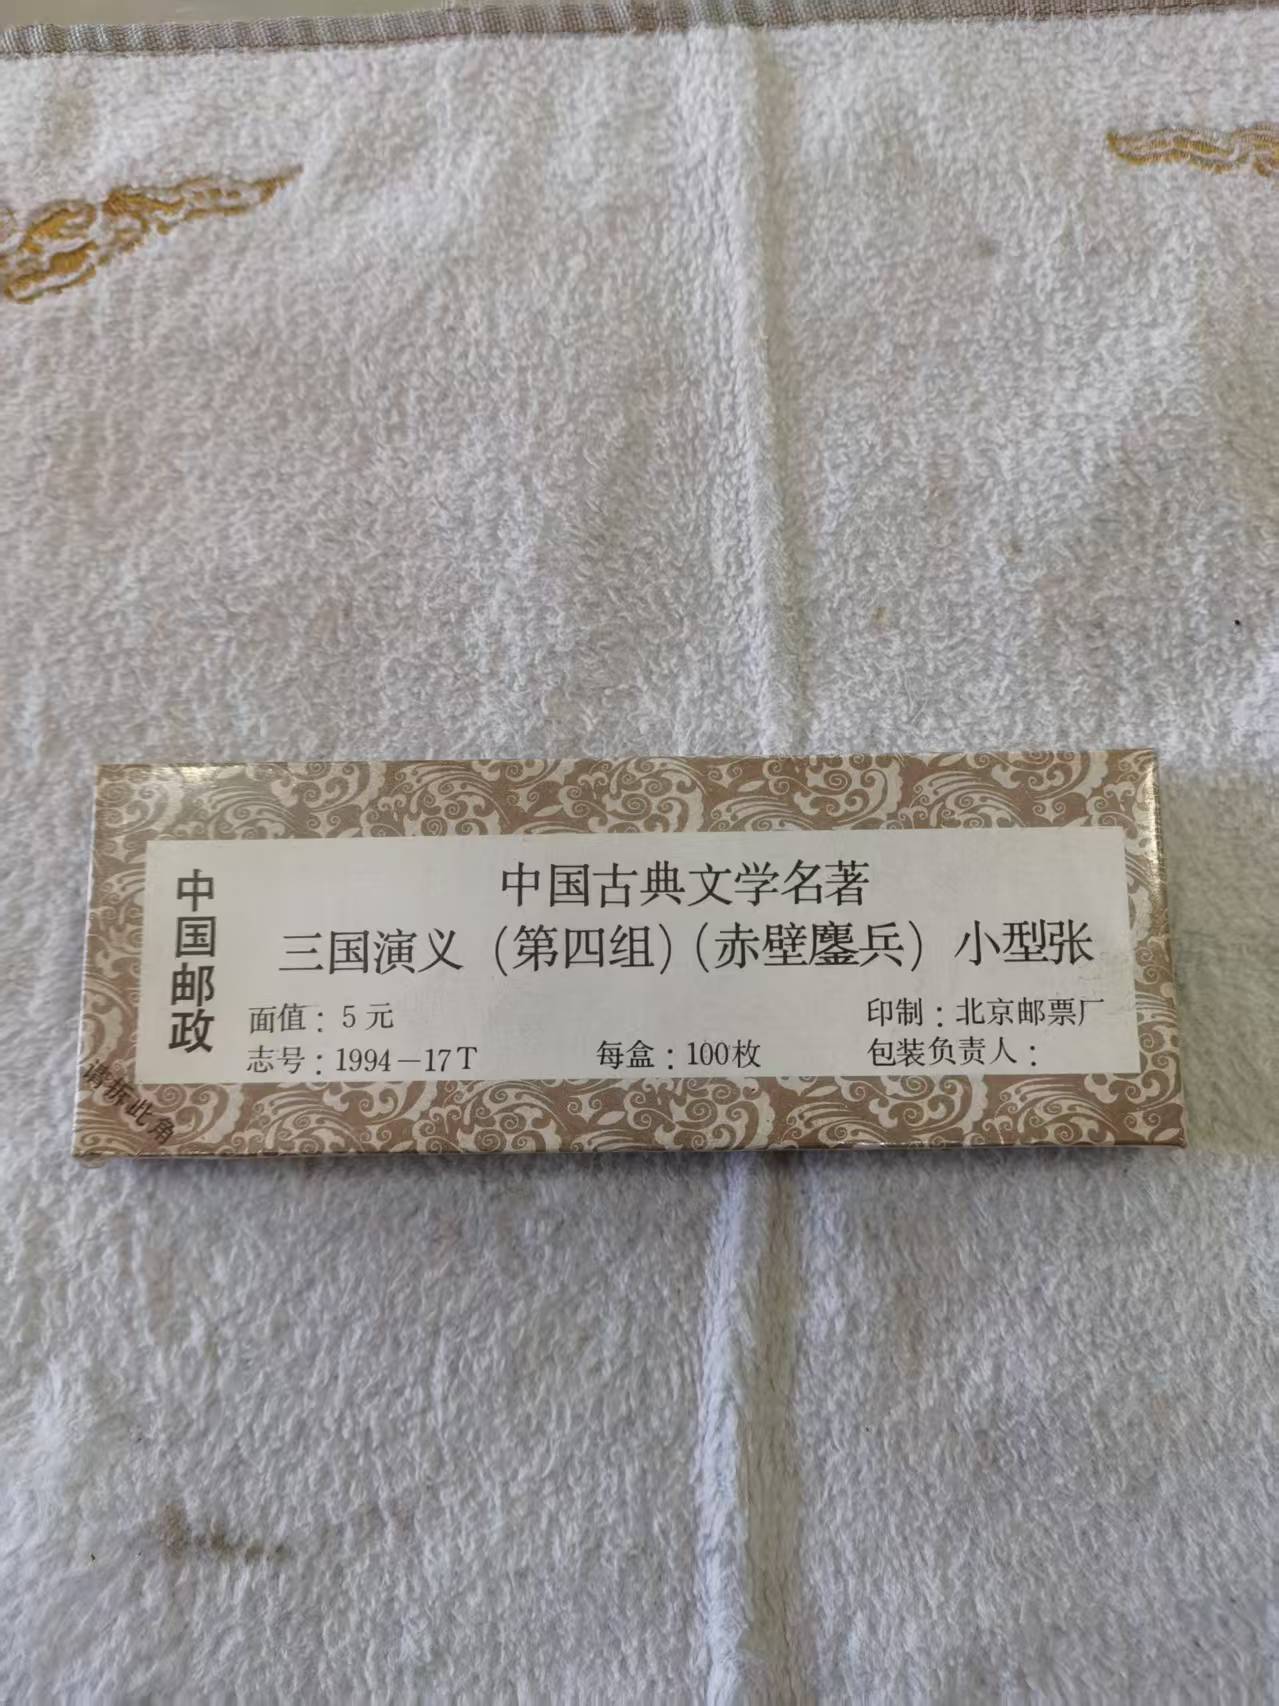 中国邮政
中国古典文学名著
三国演义（第四组）（赤壁鏖兵）小型张
面值：5元
印制：北京邮票厂
志号：1994－17T
每盒：100枚
包装负责人：
请拆此角